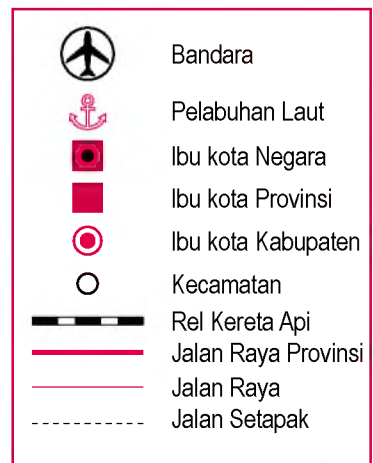 Bandara
Pelabuhan Laut
Ibu kota Negara
Ibu kota Provinsi
Ibu kota Kabupaten
Kecamatan
Rel Kereta Api
Jalan Raya Provinsi
Jalan Raya
Jalan Setapak